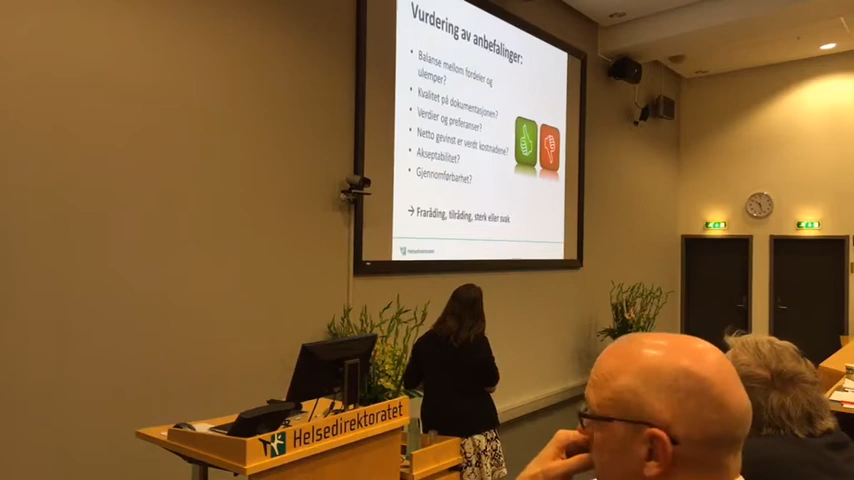 Vurdering av anbefalinger:
• Balanse mellom fordeler og
ulemper?
• Kvalitet på dokumentasjonen?
• Verdier og preferanser?
• Netto gevinst er verdt kostnadene?
• Akseptabilitet?
• Gjennomførbarhet?
→ Fraråding, tilråding, sterk eller svak
Helsedirektoratet
Helsedirektoratet